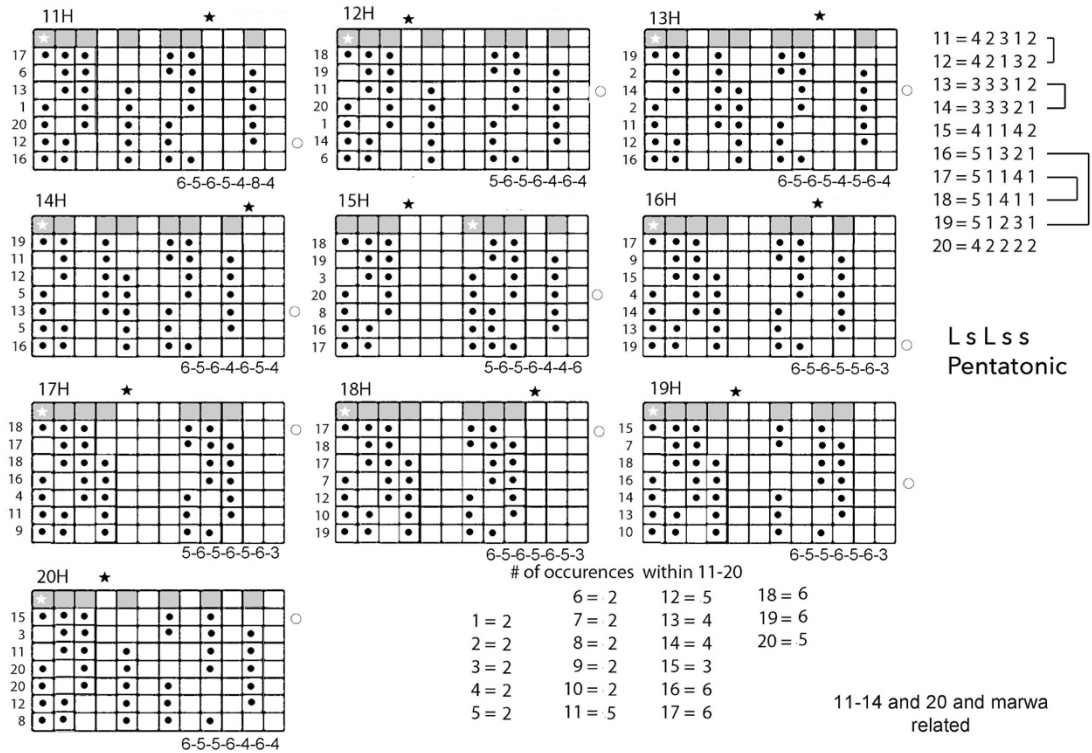 11H
17
6
13
1
20
12
16
6-5-6-5-4-8-4
12H
18
19
11
20
1
14
6
5-6-5-6-4-6-4
13H
19
2
14
2
11
12
16
6-5-6-5-4-5-6-4
11 = 4 2 3 1 2
12 = 4 2 1 3 2
13 = 3 3 3 1 2
14 = 3 3 3 2 1
15 = 4 1 1 4 2
16 = 5 1 3 2 1
17 = 5 1 1 4 1
18 = 5 1 4 1 1
19 = 5 1 2 3 1
20 = 4 2 2 2 2
14H
19
11
12
5
13
5
16
6-5-6-4-6-5-4
15H
18
19
3
20
8
16
17
5-6-5-6-4-4-6
16H
17
9
15
4
14
13
19
6-5-6-5-5-6-3
L s L s s
Pentatonic
17H
18
17
18
16
4
11
9
5-6-5-6-5-6-3
18H
17
18
17
7
12
10
19
6-5-6-5-6-5-3
19H
15
7
18
16
14
13
10
6-5-5-6-5-6-3
20H
15
3
11
20
20
12
8
6-5-5-6-4-6-4
# of occurences within 11-20
1 = 2
2 = 2
3 = 2
4 = 2
5 = 2
6 = 2
7 = 2
8 = 2
9 = 2
10 = 2
11 = 5
12 = 5
13 = 4
14 = 4
15 = 3
16 = 6
17 = 6
18 = 6
19 = 6
20 = 5
11-14 and 20 and marwa
related